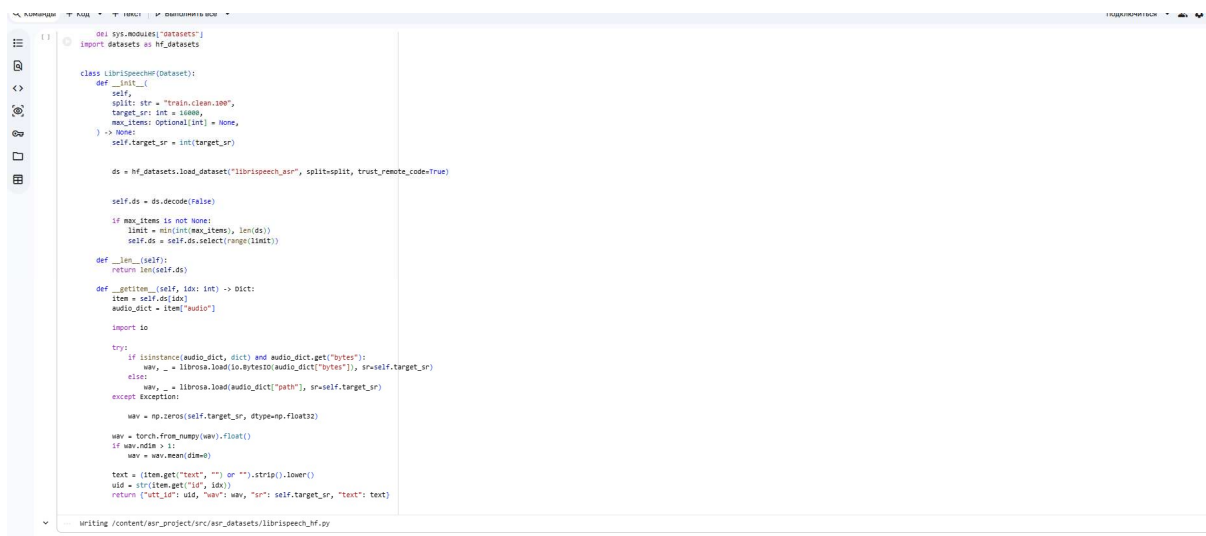 Команды + Код + Текст ▷ Выполнить все Подключиться
[ ]
del sys.modules["datasets"]
import datasets as hf_datasets
class LibriSpeechHF(Dataset):
def __init__(
self,
split: str = "train.clean.100",
target_sr: int = 16000,
max_items: Optional[int] = None,
) -> None:
self.target_sr = int(target_sr)
ds = hf_datasets.load_dataset("librispeech_asr", split=split, trust_remote_code=True)
self.ds = ds.decode(False)
if max_items is not None:
limit = min(int(max_items), len(ds))
self.ds = self.ds.select(range(limit))
def __len__(self):
return len(self.ds)
def __getitem__(self, idx: int) -> Dict:
item = self.ds[idx]
audio_dict = item["audio"]
import io
try:
if isinstance(audio_dict, dict) and audio_dict.get("bytes"):
wav, _ = librosa.load(io.BytesIO(audio_dict["bytes"]), sr=self.target_sr)
else:
wav, _ = librosa.load(audio_dict["path"], sr=self.target_sr)
except Exception:
wav = np.zeros(self.target_sr, dtype=np.float32)
wav = torch.from_numpy(wav).float()
if wav.ndim > 1:
wav = wav.mean(dim=0)
text = (item.get("text", "") or "").strip().lower()
uid = str(item.get("id", idx))
return {"utt_id": uid, "wav": wav, "sr": self.target_sr, "text": text}
Writing /content/asr_project/src/asr_datasets/librispeech_hf.py